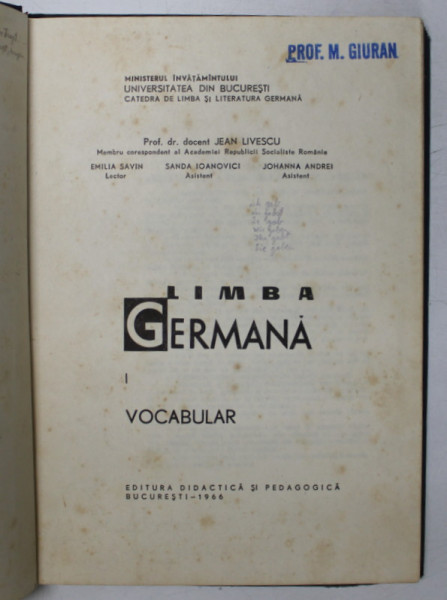 PROF. M. GIURAN
MINISTERUL ÎNVĂȚĂMÎNTULUI
UNIVERSITATEA DIN BUCUREȘTI
CATEDRA DE LIMBA ȘI LITERATURA GERMANĂ
Prof. dr. docent JEAN LIVESCU
Membru corespondent al Academiei Republicii Socialiste România
EMILIA SAVIN SANDA IOANOVICI JOHANNA ANDREI
Lector Asistent Asistent
LIMBA
GERMANĂ
I
VOCABULAR
EDITURA DIDACTICĂ ȘI PEDAGOGICĂ
BUCUREȘTI—1966